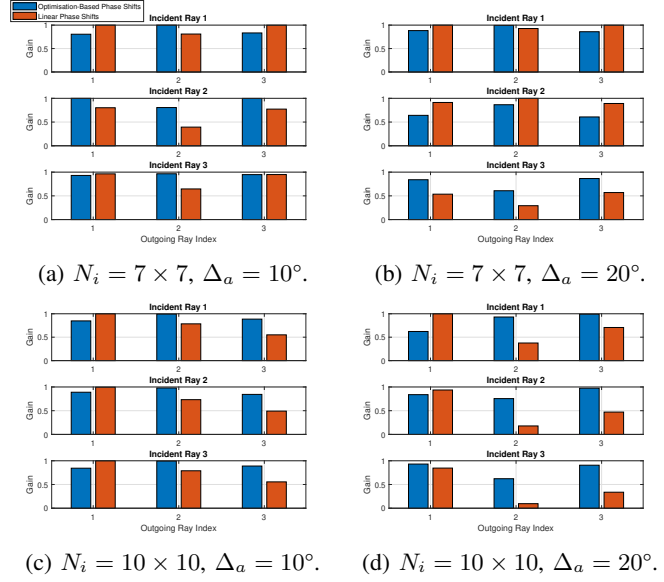 Optimisation-Based Phase Shifts
Linear Phase Shifts
Incident Ray 1
Gain
1
0.5
0
1
2
3
Incident Ray 2
Gain
1
0.5
0
1
2
3
Incident Ray 3
Gain
1
0.5
0
1
2
3
Outgoing Ray Index
(a) N_i = 7 × 7, Δ_a = 10°.
Incident Ray 1
Gain
1
0.5
0
1
2
3
Incident Ray 2
Gain
1
0.5
0
1
2
3
Incident Ray 3
Gain
1
0.5
0
1
2
3
Outgoing Ray Index
(b) N_i = 7 × 7, Δ_a = 20°.
Incident Ray 1
Gain
1
0.5
0
1
2
3
Incident Ray 2
Gain
1
0.5
0
1
2
3
Incident Ray 3
Gain
1
0.5
0
1
2
3
Outgoing Ray Index
(c) N_i = 10 × 10, Δ_a = 10°.
Incident Ray 1
Gain
1
0.5
0
1
2
3
Incident Ray 2
Gain
1
0.5
0
1
2
3
Incident Ray 3
Gain
1
0.5
0
1
2
3
Outgoing Ray Index
(d) N_i = 10 × 10, Δ_a = 20°.